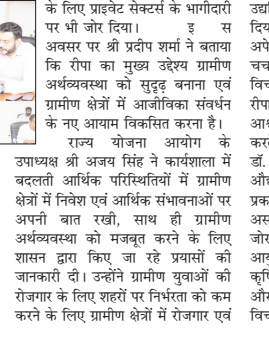 के लिए प्राइवेट सेक्टर्स के भागीदारी
पर भी जोर दिया। इ स
अवसर पर श्री प्रदीप शर्मा ने बताया
कि रीपा का मुख्य उद्देश्य ग्रामीण
अर्थव्यवस्था को सुदृढ़ बनाना एवं
ग्रामीण क्षेत्रों में आजीविका संवर्धन
के नए आयाम विकसित करना है।
राज्य योजना आयोग के
उपाध्यक्ष श्री अजय सिंह ने कार्यशाला में
बदलती आर्थिक परिस्थितियों में ग्रामीण
क्षेत्रों में निवेश एवं आर्थिक संभावनाओं पर
अपनी बात रखी, साथ ही ग्रामीण
अर्थव्यवस्था को मजबूत करने के लिए
शासन द्वारा किए जा रहे प्रयासों की
जानकारी दी। उन्होंने ग्रामीण युवाओं की
रोजगार के लिए शहरों पर निर्भरता को कम
करने के लिए ग्रामीण क्षेत्रों में रोजगार एवं